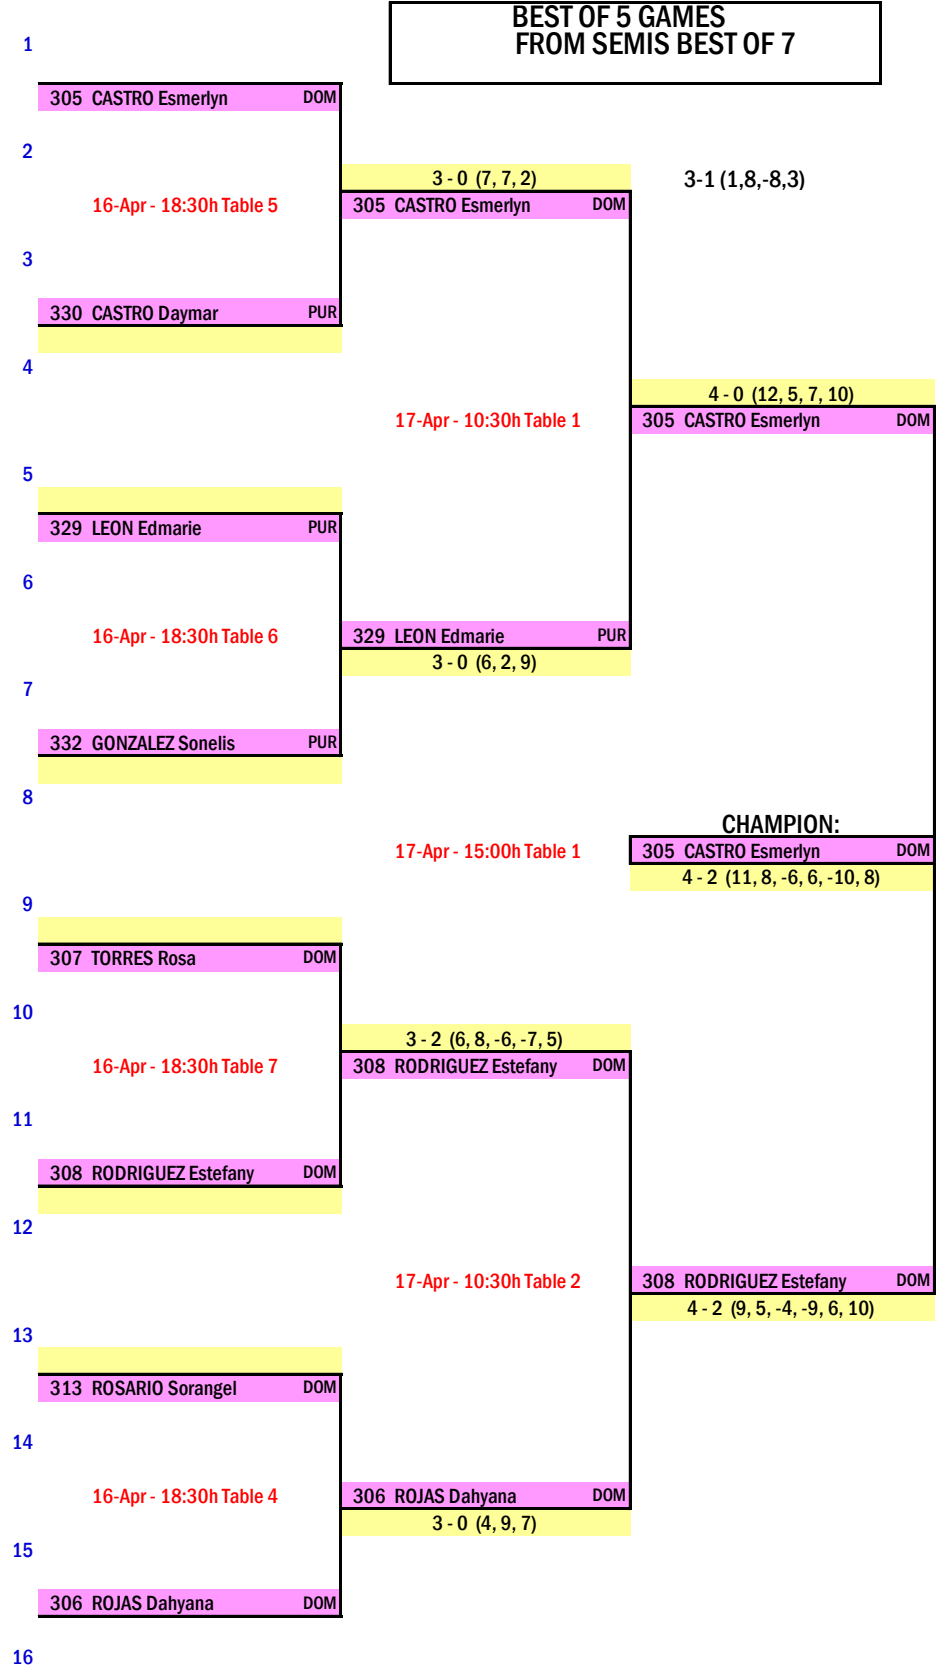 BEST OF 5 GAMES
FROM SEMIS BEST OF 7
1
305 CASTRO Esmerlyn DOM
2
3 - 0 (7, 7, 2)
3-1 (1,8,-8,3)
16-Apr - 18:30h Table 5
305 CASTRO Esmerlyn DOM
3
330 CASTRO Daymar PUR
4
4 - 0 (12, 5, 7, 10)
17-Apr - 10:30h Table 1
305 CASTRO Esmerlyn DOM
5
329 LEON Edmarie PUR
6
16-Apr - 18:30h Table 6
329 LEON Edmarie PUR
3 - 0 (6, 2, 9)
7
332 GONZALEZ Sonelis PUR
8
CHAMPION:
17-Apr - 15:00h Table 1
305 CASTRO Esmerlyn DOM
4 - 2 (11, 8, -6, 6, -10, 8)
9
307 TORRES Rosa DOM
10
3 - 2 (6, 8, -6, -7, 5)
16-Apr - 18:30h Table 7
308 RODRIGUEZ Estefany DOM
11
308 RODRIGUEZ Estefany DOM
12
17-Apr - 10:30h Table 2
308 RODRIGUEZ Estefany DOM
4 - 2 (9, 5, -4, -9, 6, 10)
13
313 ROSARIO Sorangel DOM
14
16-Apr - 18:30h Table 4
306 ROJAS Dahyana DOM
3 - 0 (4, 9, 7)
15
306 ROJAS Dahyana DOM
16